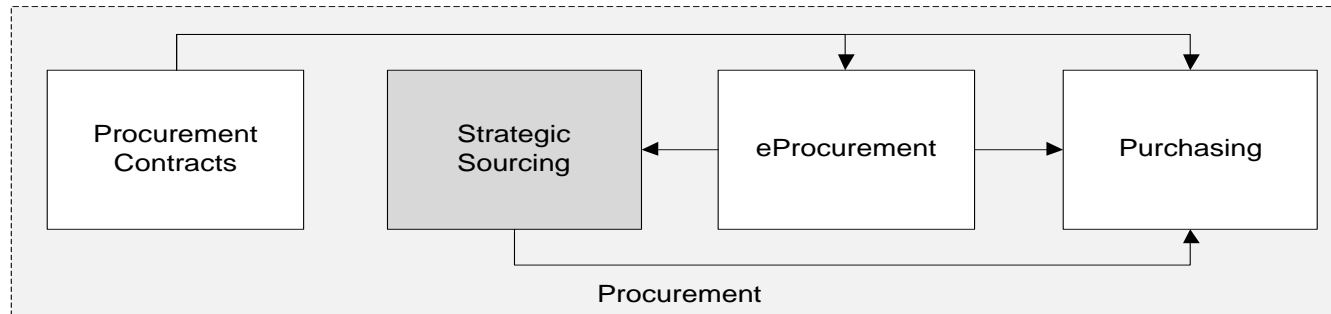 Procurement
Contracts
Strategic
Sourcing
eProcurement
Purchasing
Procurement